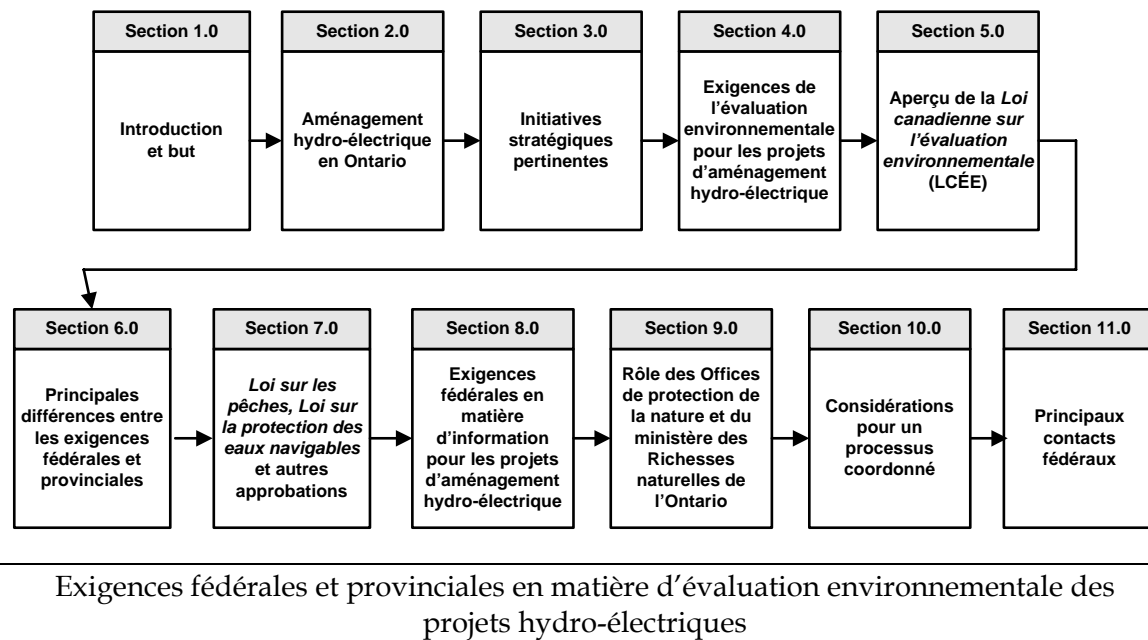 Section 1.0
Introduction
et but
Section 2.0
Aménagement
hydro-électrique
en Ontario
Section 3.0
Initiatives
stratégiques
pertinentes
Section 4.0
Exigences de
l’évaluation
environnementale
pour les projets
d’aménagement
hydro-électrique
Section 5.0
Aperçu de la Loi
canadienne sur
l’évaluation
environnementale
(LCÉE)
Section 6.0
Principales
différences entre
les exigences
fédérales et
provinciales
Section 7.0
Loi sur les
pêches, Loi sur
la protection des
eaux navigables
et autres
approbations
Section 8.0
Exigences
fédérales en
matière
d’information
pour les projets
d’aménagement
hydro-électrique
Section 9.0
Rôle des Offices
de protection de
la nature et du
ministère des
Richesses
naturelles de
l’Ontario
Section 10.0
Considérations
pour un
processus
coordonné
Section 11.0
Principaux
contacts
fédéraux
Exigences fédérales et provinciales en matière d’évaluation environnementale des
projets hydro-électriques